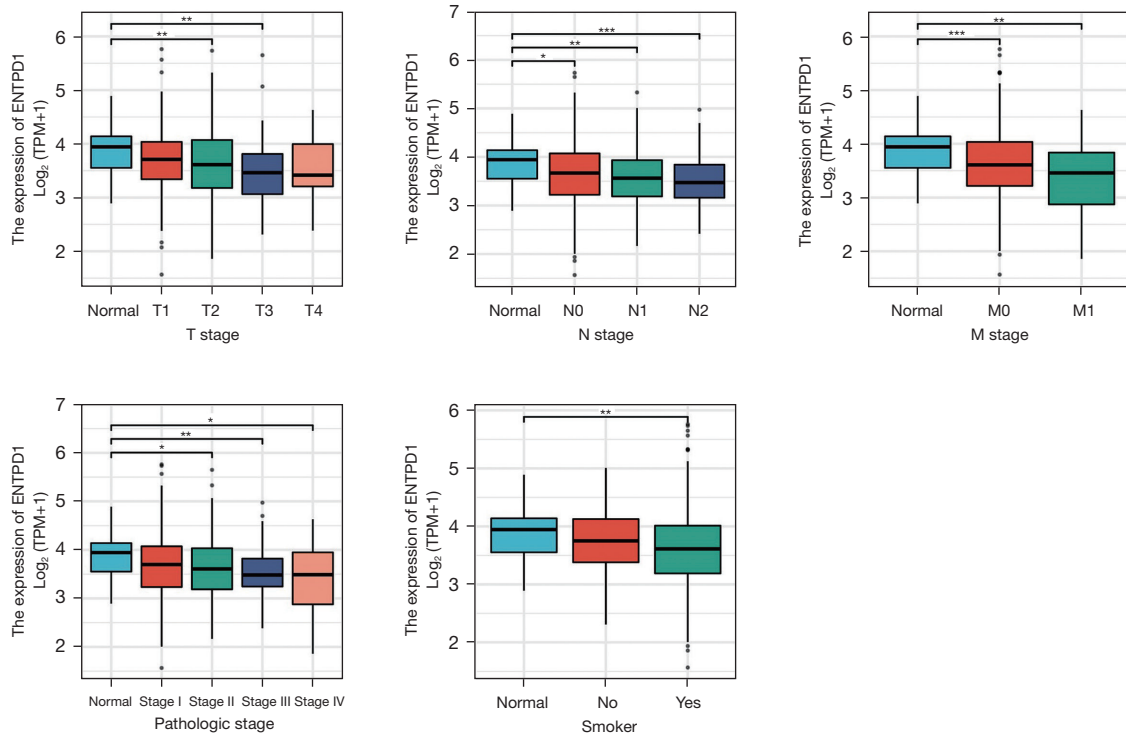 The expression of ENTPD1
Log₂ (TPM+1)
6
5
4
3
2
**
**
Normal T1 T2 T3 T4
T stage
The expression of ENTPD1
Log₂ (TPM+1)
7
6
5
4
3
2
***
**
*
Normal N0 N1 N2
N stage
The expression of ENTPD1
Log₂ (TPM+1)
6
5
4
3
2
**
***
Normal M0 M1
M stage
The expression of ENTPD1
Log₂ (TPM+1)
7
6
5
4
3
2
*
**
*
Normal Stage I Stage II Stage III Stage IV
Pathologic stage
The expression of ENTPD1
Log₂ (TPM+1)
6
5
4
3
2
**
Normal No Yes
Smoker